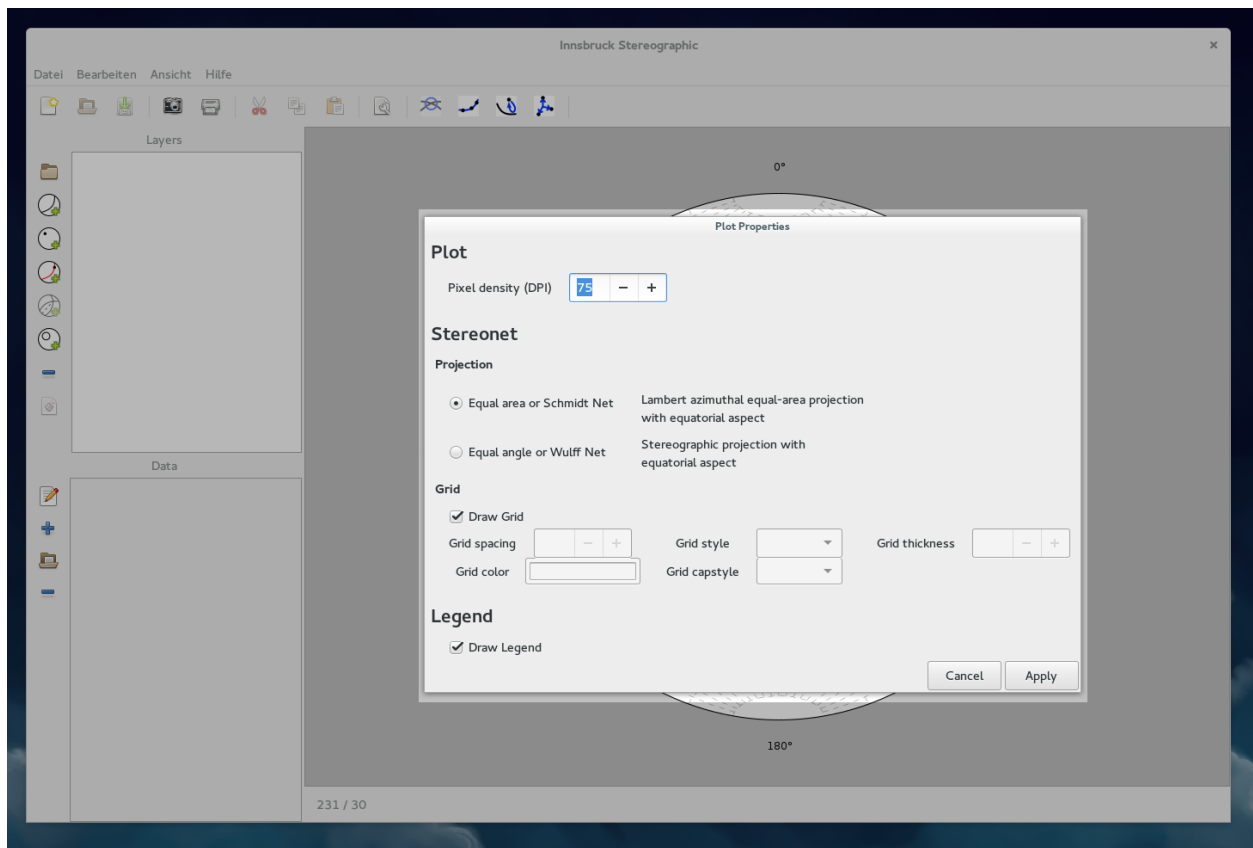 Innsbruck Stereographic
Datei Bearbeiten Ansicht Hilfe
Layers
0°
Plot Properties
Plot
Pixel density (DPI) 75 − +
Stereonet
Projection
Equal area or Schmidt Net
Lambert azimuthal equal-area projection
with equatorial aspect
Equal angle or Wulff Net
Stereographic projection with
equatorial aspect
Data
Grid
Draw Grid
Grid spacing − + Grid style Grid thickness − +
Grid color Grid capstyle
Legend
Draw Legend
Cancel Apply
180°
231 / 30